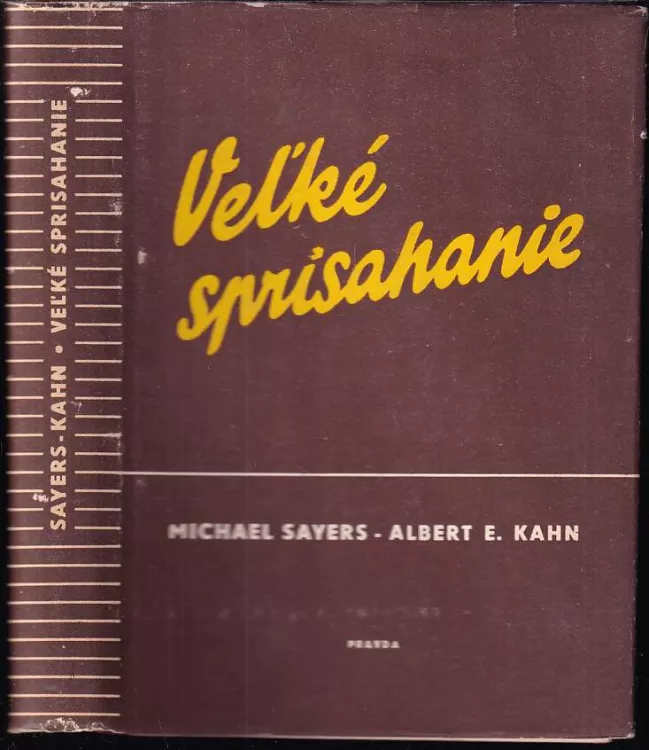 SAYERS-KAHN • VEĽKÉ SPRISAHANIE
Veľké
sprisahanie
MICHAEL SAYERS - ALBERT E. KAHN
PRAVDA